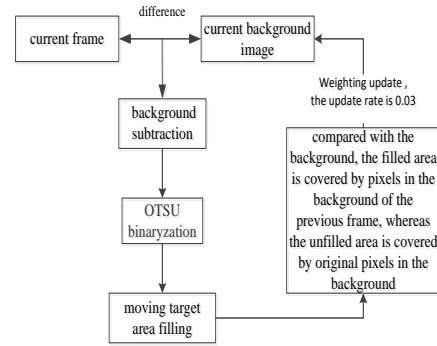 difference
current frame
current background
image
Weighting update ,
the update rate is 0.03
background
subtraction
compared with the
background, the filled area
is covered by pixels in the
background of the
previous frame, whereas
the unfilled area is covered
by original pixels in the
background
OTSU
binaryzation
moving target
area filling